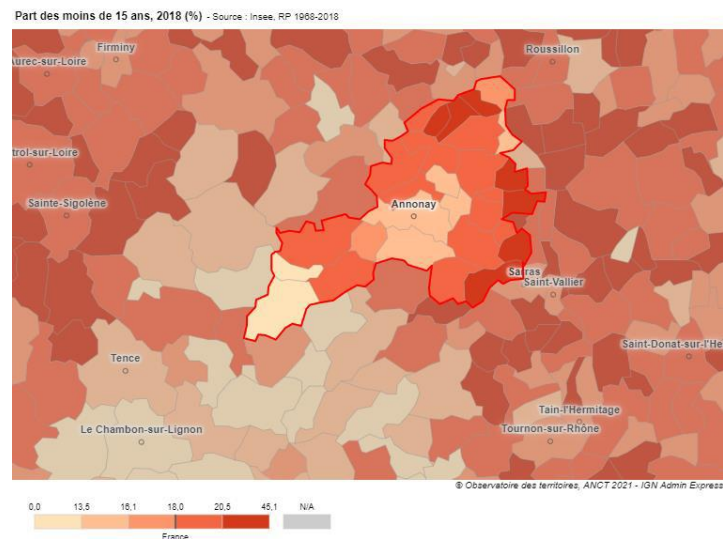 Part des moins de 15 ans, 2018 (%) - Source : Insee, RP 1968-2018
Firminy
Roussillon
Aurec-sur-Loire
trol-sur-Loire
Sainte-Sigolène
Annonay
Sarras
Saint-Vallier
Tence
Saint-Donat-sur-l'He
Tain-l'Hermitage
Le Chambon-sur-Lignon
Tournon-sur-Rhône
© Observatoire des territoires, ANCT 2021 - IGN Admin Express
0,0 13,5 16,1 18,0 20,5 45,1 N/A
France